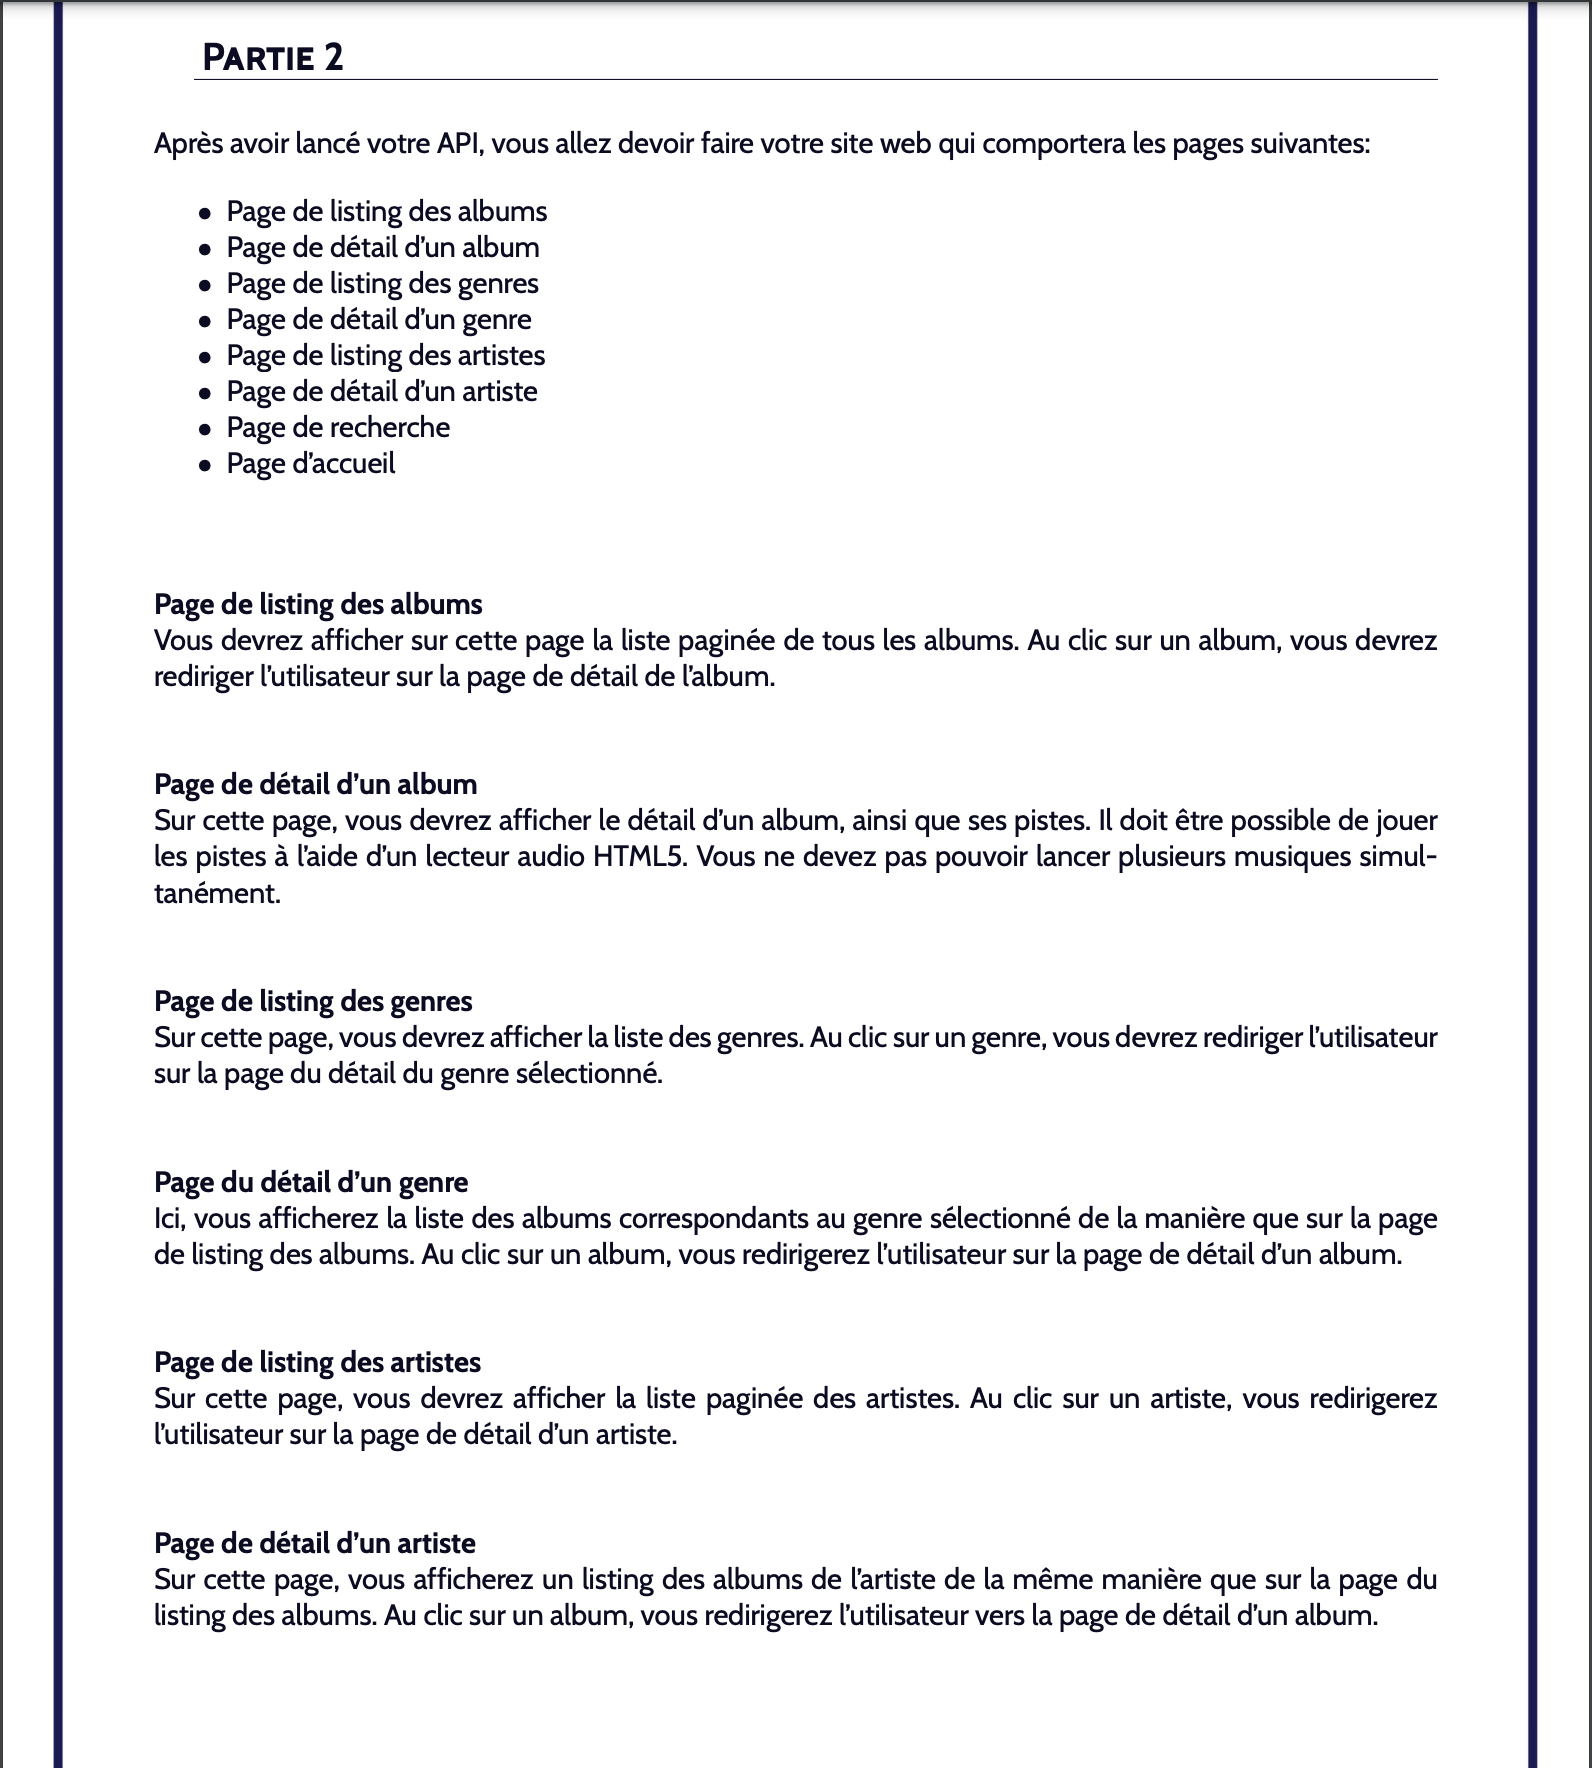 PARTIE 2
Après avoir lancé votre API, vous allez devoir faire votre site web qui comportera les pages suivantes:
● Page de listing des albums
● Page de détail d’un album
● Page de listing des genres
● Page de détail d’un genre
● Page de listing des artistes
● Page de détail d’un artiste
● Page de recherche
● Page d’accueil
Page de listing des albums
Vous devrez afficher sur cette page la liste paginée de tous les albums. Au clic sur un album, vous devrez
rediriger l’utilisateur sur la page de détail de l’album.
Page de détail d’un album
Sur cette page, vous devrez afficher le détail d’un album, ainsi que ses pistes. Il doit être possible de jouer
les pistes à l’aide d’un lecteur audio HTML5. Vous ne devez pas pouvoir lancer plusieurs musiques simul-
tanément.
Page de listing des genres
Sur cette page, vous devrez afficher la liste des genres. Au clic sur un genre, vous devrez rediriger l’utilisateur
sur la page du détail du genre sélectionné.
Page du détail d’un genre
Ici, vous afficherez la liste des albums correspondants au genre sélectionné de la manière que sur la page
de listing des albums. Au clic sur un album, vous redirigerez l’utilisateur sur la page de détail d’un album.
Page de listing des artistes
Sur cette page, vous devrez afficher la liste paginée des artistes. Au clic sur un artiste, vous redirigerez
l’utilisateur sur la page de détail d’un artiste.
Page de détail d’un artiste
Sur cette page, vous afficherez un listing des albums de l’artiste de la même manière que sur la page du
listing des albums. Au clic sur un album, vous redirigerez l’utilisateur vers la page de détail d’un album.